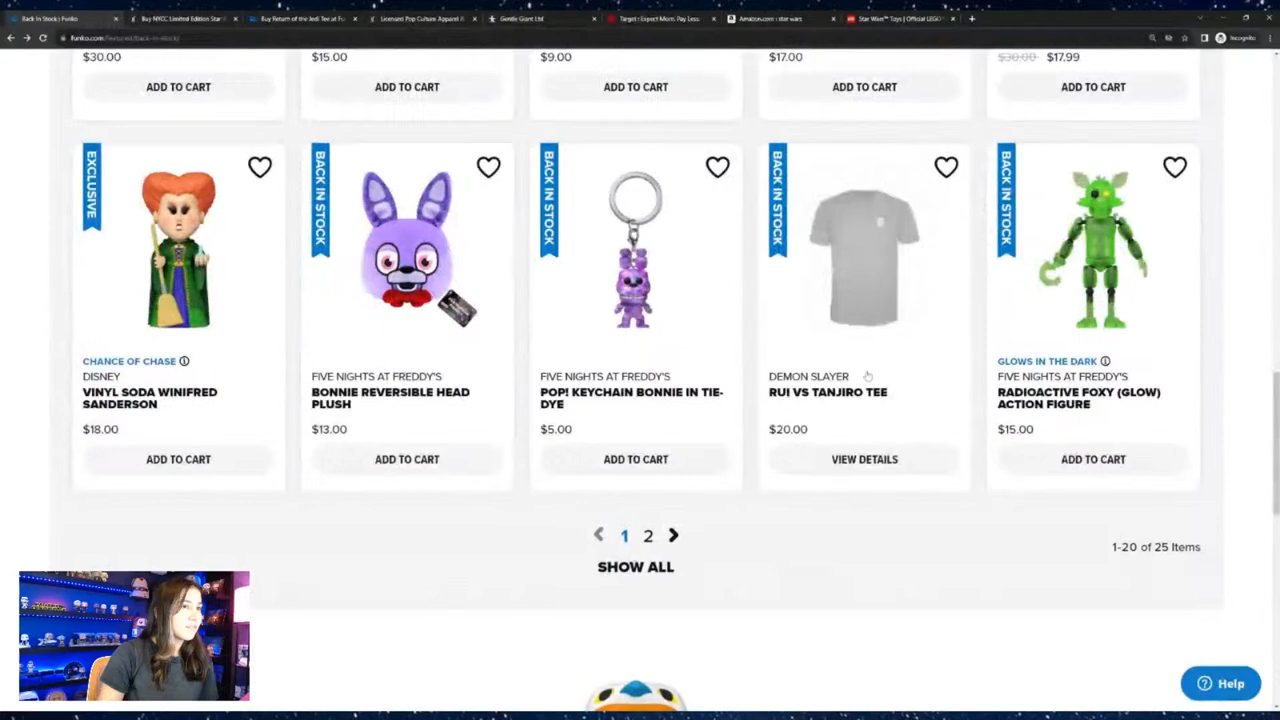 Back In Stock | Funko
Buy NYCC Limited Edition Star
Buy Return of the Jedi Tee at Fu
Licensed Pop Culture Apparel &
Gentle Giant Ltd
Target : Expect More. Pay Less
Amazon.com : star wars
Star Wars™ Toys | Official LEGO
funko.com/featured/back-in-stock/
Incognito
$30.00
$15.00
$9.00
$17.00
$30.00 $17.99
ADD TO CART
ADD TO CART
ADD TO CART
ADD TO CART
ADD TO CART
EXCLUSIVE
BACK IN STOCK
BACK IN STOCK
BACK IN STOCK
BACK IN STOCK
CHANCE OF CHASE
DISNEY
VINYL SODA WINIFRED
SANDERSON
$18.00
ADD TO CART
FIVE NIGHTS AT FREDDY'S
BONNIE REVERSIBLE HEAD
PLUSH
$13.00
ADD TO CART
FIVE NIGHTS AT FREDDY'S
POP! KEYCHAIN BONNIE IN TIE-
DYE
$5.00
ADD TO CART
DEMON SLAYER
RUI VS TANJIRO TEE
$20.00
VIEW DETAILS
GLOWS IN THE DARK
FIVE NIGHTS AT FREDDY'S
RADIOACTIVE FOXY (GLOW)
ACTION FIGURE
$15.00
ADD TO CART
1 2
1-20 of 25 Items
SHOW ALL
Help